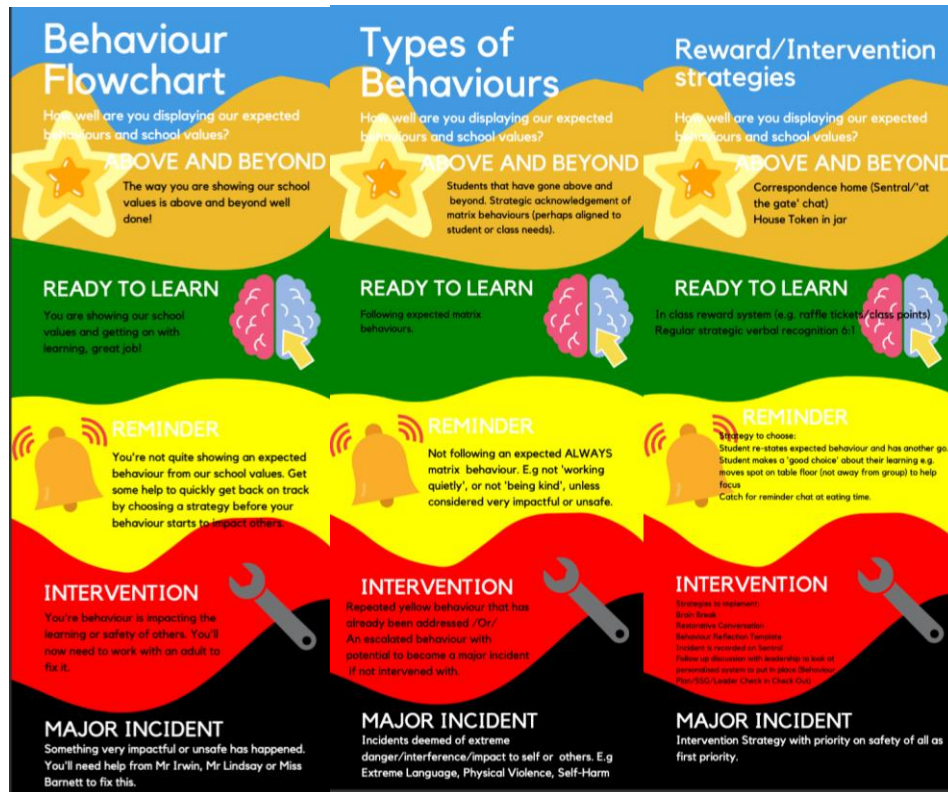 Behaviour
Flowchart
How well are you displaying our expected
behaviours and school values?
ABOVE AND BEYOND
The way you are showing our school
values is above and beyond well
done!
READY TO LEARN
You are showing our school
values and getting on with
learning, great job!
REMINDER
You're not quite showing an expected
behaviour from our school values. Get
some help to quickly get back on track
by choosing a strategy before your
behaviour starts to impact others.
INTERVENTION
You're behaviour is impacting the
learning or safety of others. You'll
now need to work with an adult to
fix it.
MAJOR INCIDENT
Something very impactful or unsafe has happened.
You'll need help from Mr Irwin, Mr Lindsay or Miss
Barnett to fix this.
Types of
Behaviours
How well are you displaying our expected
behaviours and school values?
ABOVE AND BEYOND
Students that have gone above and
beyond. Strategic acknowledgement of
matrix behaviours (perhaps aligned to
student or class needs).
READY TO LEARN
Following expected matrix
behaviours.
REMINDER
Not following an expected ALWAYS
matrix behaviour. E.g not 'working
quietly', or not 'being kind', unless
considered very impactful or unsafe.
INTERVENTION
Repeated yellow behaviour that has
already been addressed /Or/
An escalated behaviour with
potential to become a major incident
if not intervened with.
MAJOR INCIDENT
Incidents deemed of extreme
danger/interference/impact to self or others. E.g
Extreme Language, Physical Violence, Self-Harm
Reward/Intervention
strategies
How well are you displaying our expected
behaviours and school values?
ABOVE AND BEYOND
Correspondence home (Sentral/'at
the gate' chat)
House Token in jar
READY TO LEARN
In class reward system (e.g. raffle tickets/class points)
Regular strategic verbal recognition 6:1
REMINDER
Strategy to choose:
Student re-states expected behaviour and has another go.
Student makes a 'good choice' about their learning e.g.
moves spot on table floor (not away from group) to help
focus
Catch for reminder chat at eating time.
INTERVENTION
Strategies to implement:
Brain Break
Restorative Conversation
Behaviour Reflection Template
Incident is recorded on Sentral
Follow up discussion with leadership to look at
personalised system to put in place (Behaviour
Plan/SSO/Leader Check in Check Out)
MAJOR INCIDENT
Intervention Strategy with priority on safety of all as
first priority.